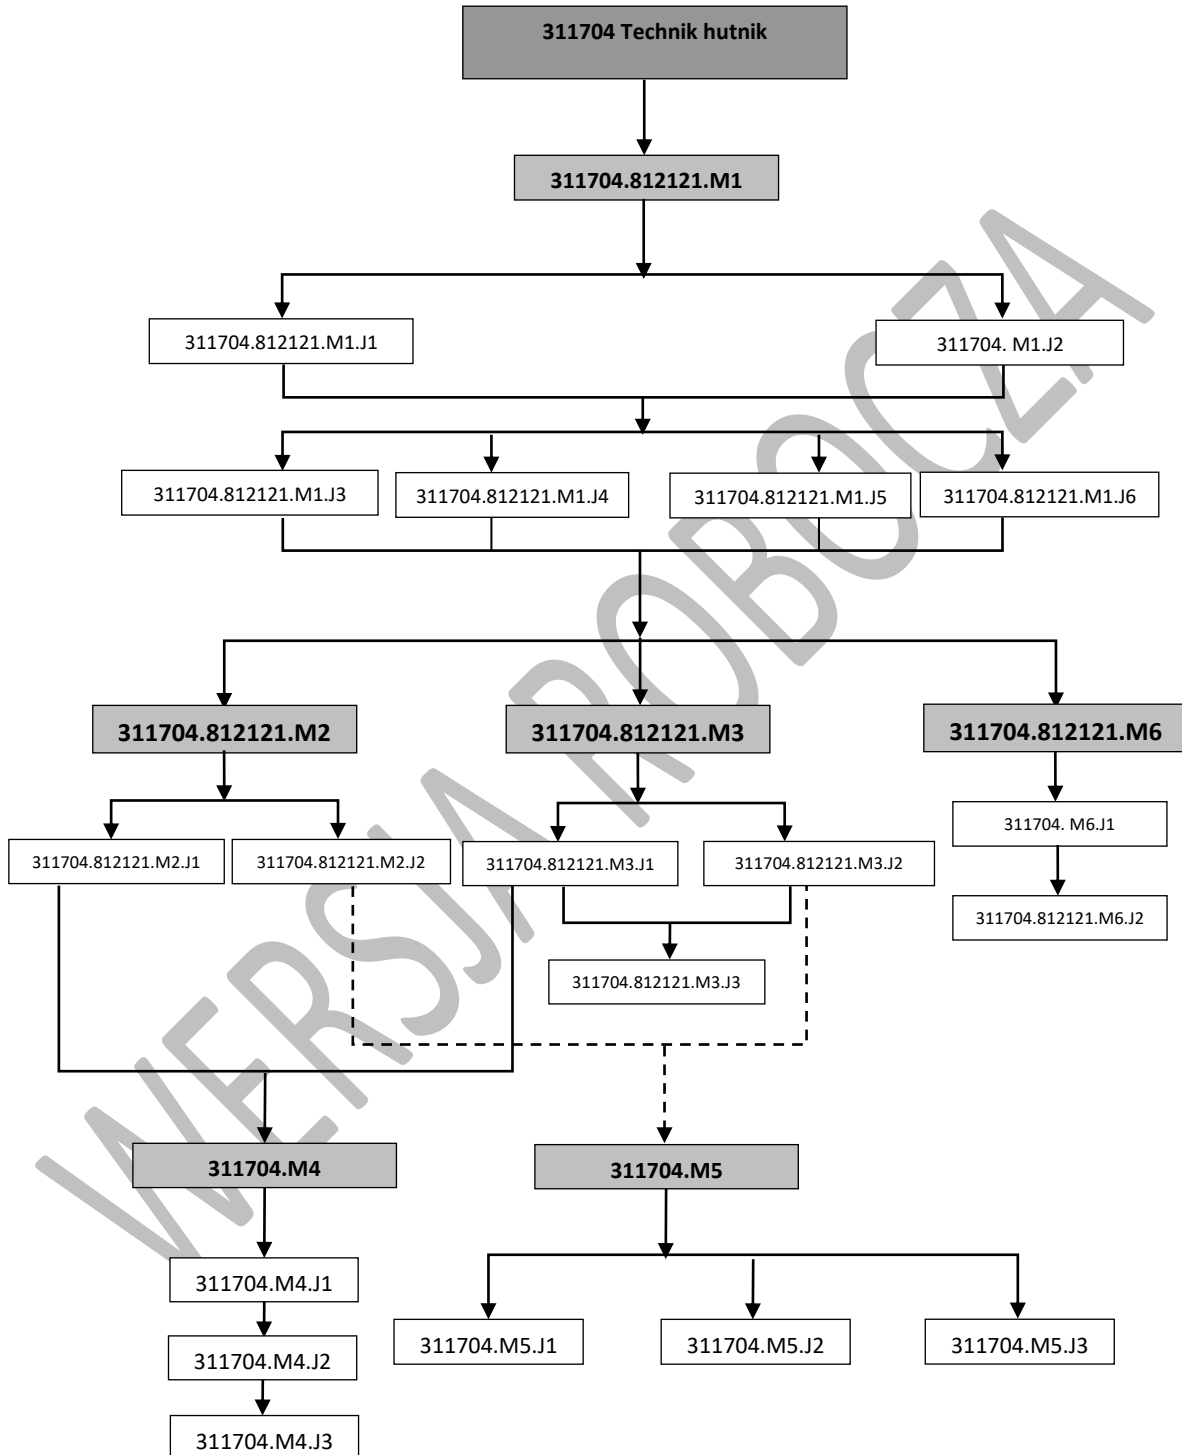 311704 Technik hutnik
311704.812121.M1
311704.812121.M1.J1
311704. M1.J2
311704.812121.M1.J3
311704.812121.M1.J4
311704.812121.M1.J5
311704.812121.M1.J6
311704.812121.M2
311704.812121.M3
311704.812121.M6
311704.812121.M2.J1
311704.812121.M2.J2
311704.812121.M3.J1
311704.812121.M3.J2
311704. M6.J1
311704.812121.M6.J2
311704.812121.M3.J3
311704.M4
311704.M5
311704.M4.J1
311704.M4.J2
311704.M4.J3
311704.M5.J1
311704.M5.J2
311704.M5.J3
WERSJA ROBOCZA